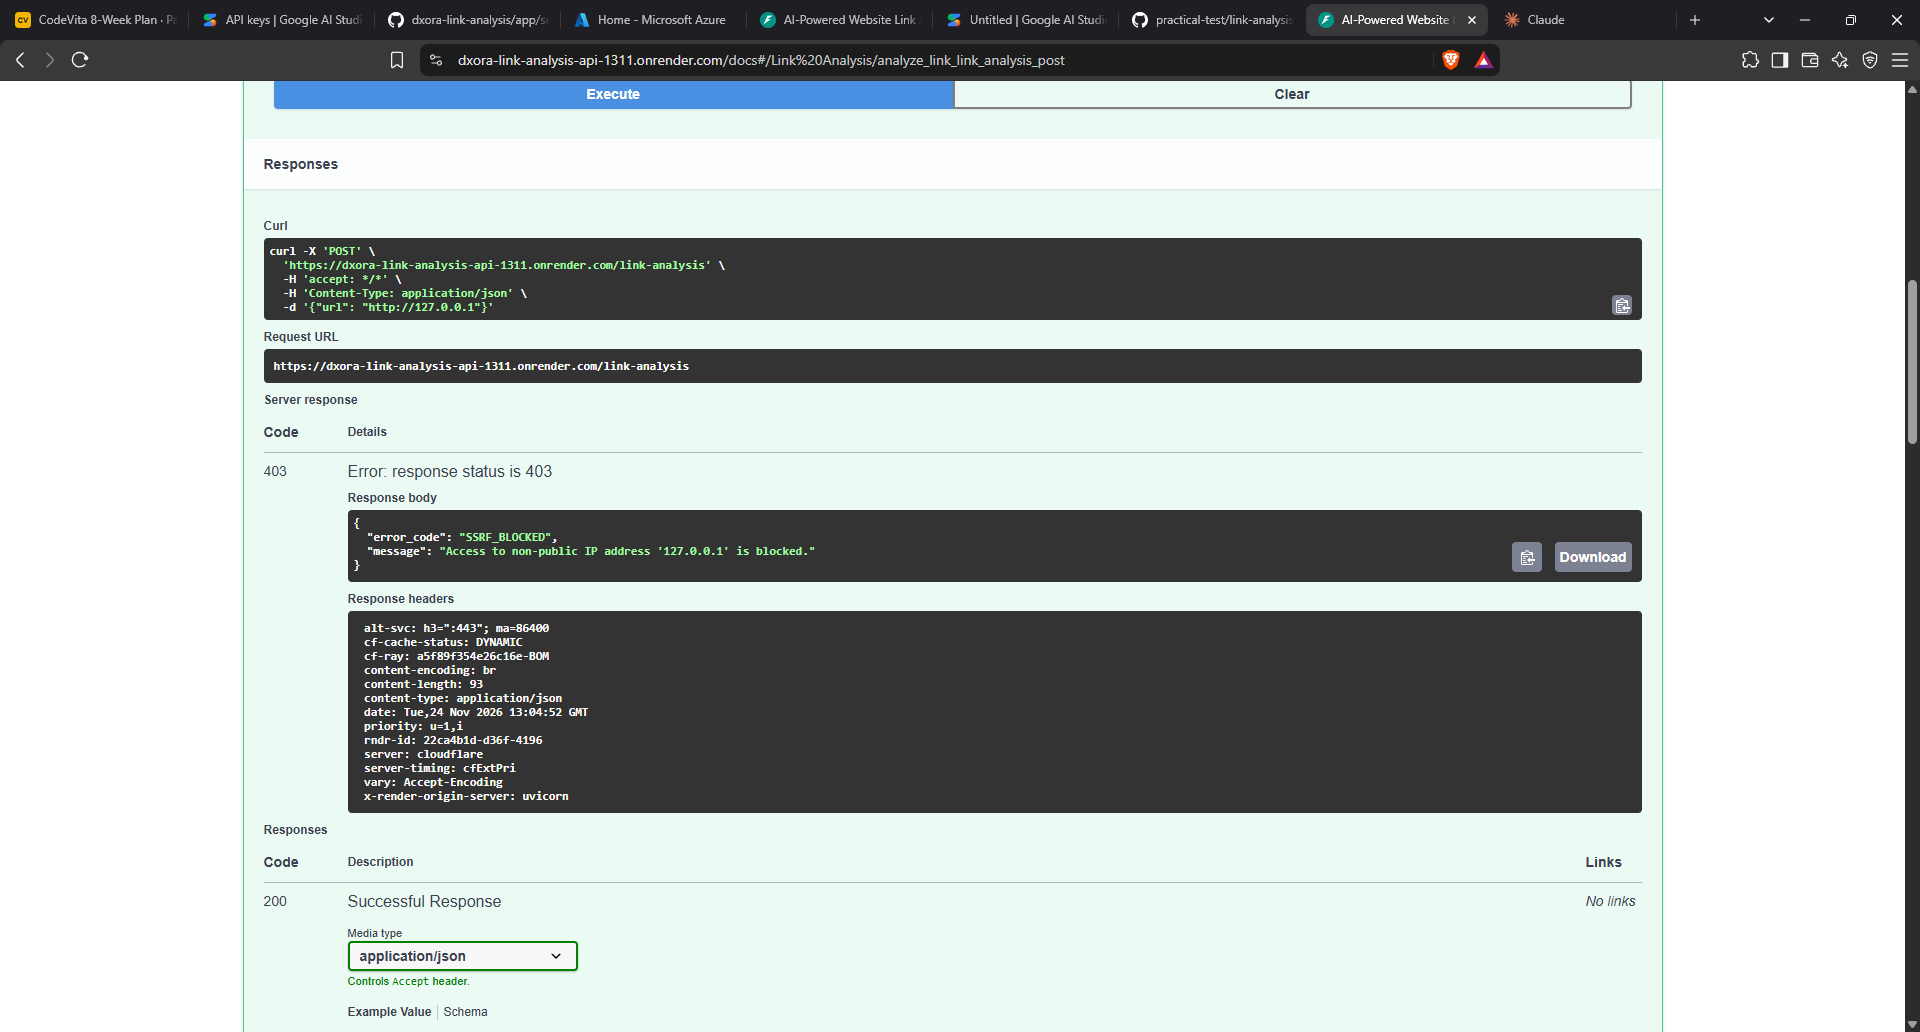 CodeVita 8-Week Plan · Pa
API keys | Google AI Studi
dxora-link-analysis/app/se
Home - Microsoft Azure
AI-Powered Website Link
Untitled | Google AI Studi
practical-test/link-analysis
AI-Powered Website
Claude
dxora-link-analysis-api-1311.onrender.com/docs#/Link%20Analysis/analyze_link_link_analysis_post
Execute
Clear
Responses
Curl
curl -X 'POST' \
'https://dxora-link-analysis-api-1311.onrender.com/link-analysis' \
-H 'accept: */*' \
-H 'Content-Type: application/json' \
-d '{"url": "http://127.0.0.1"}'
Request URL
https://dxora-link-analysis-api-1311.onrender.com/link-analysis
Server response
Code Details
403 Error: response status is 403
Response body
{
"error_code": "SSRF_BLOCKED",
"message": "Access to non-public IP address '127.0.0.1' is blocked."
}
Download
Response headers
alt-svc: h3=":443"; ma=86400
cf-cache-status: DYNAMIC
cf-ray: a5f89f354e26c16e-BOM
content-encoding: br
content-length: 93
content-type: application/json
date: Tue,24 Nov 2026 13:04:52 GMT
priority: u=1,i
rndr-id: 22ca4b1d-d36f-4196
server: cloudflare
server-timing: cfExtPri
vary: Accept-Encoding
x-render-origin-server: uvicorn
Responses
Code Description Links
200 Successful Response No links
Media type
application/json
Controls Accept header.
Example Value Schema